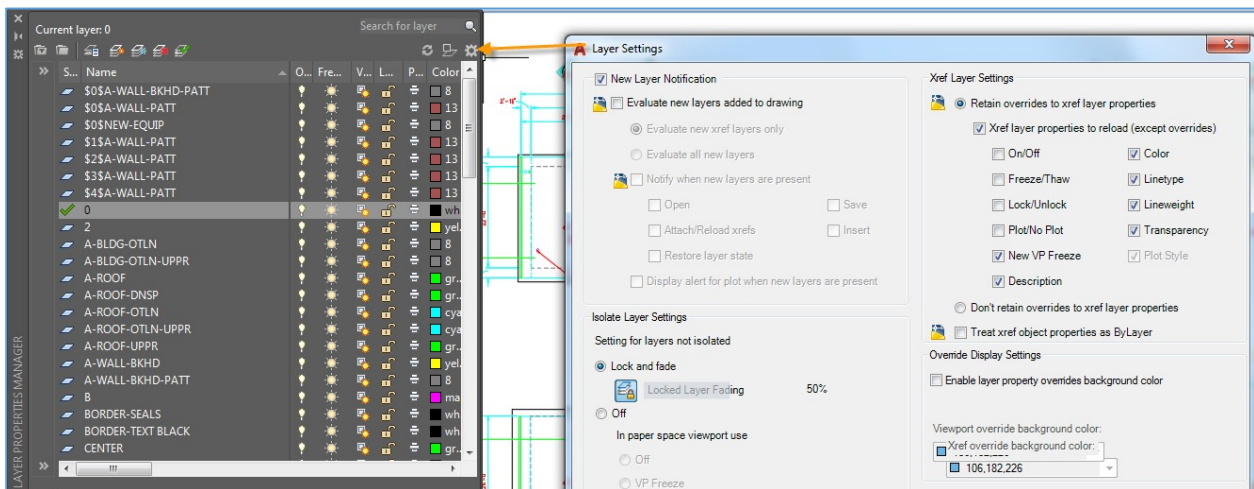 Current layer: 0
Search for layer
S... Name O... Fre... V... L... P... Color
$0$A-WALL-BKHD-PATT 8
$0$A-WALL-PATT 13
$0$NEW-EQUIP 8
$1$A-WALL-PATT 13
$2$A-WALL-PATT 13
$3$A-WALL-PATT 13
$4$A-WALL-PATT 13
0 wh
2 yel.
A-BLDG-OTLN 8
A-BLDG-OTLN-UPPR 8
A-ROOF gr..
A-ROOF-DNSP gr..
A-ROOF-OTLN cya
A-ROOF-OTLN-UPPR cya
A-ROOF-UPPR gr..
A-WALL-BKHD yel.
A-WALL-BKHD-PATT 8
B ma
BORDER-SEALS wh
BORDER-TEXT BLACK wh
CENTER gr..
LAYER PROPERTIES MANAGER
2'-11"
Layer Settings
New Layer Notification
Evaluate new layers added to drawing
Evaluate new xref layers only
Evaluate all new layers
Notify when new layers are present
Open Save
Attach/Reload xrefs Insert
Restore layer state
Display alert for plot when new layers are present
Isolate Layer Settings
Setting for layers not isolated
Lock and fade
Locked Layer Fading 50%
Off
In paper space viewport use
Off
VP Freeze
Xref Layer Settings
Retain overrides to xref layer properties
Xref layer properties to reload (except overrides)
On/Off Color
Freeze/Thaw Linetype
Lock/Unlock Lineweight
Plot/No Plot Transparency
New VP Freeze Plot Style
Description
Don't retain overrides to xref layer properties
Treat xref object properties as ByLayer
Override Display Settings
Enable layer property overrides background color
Viewport override background color:
Xref override background color:
106,182,226